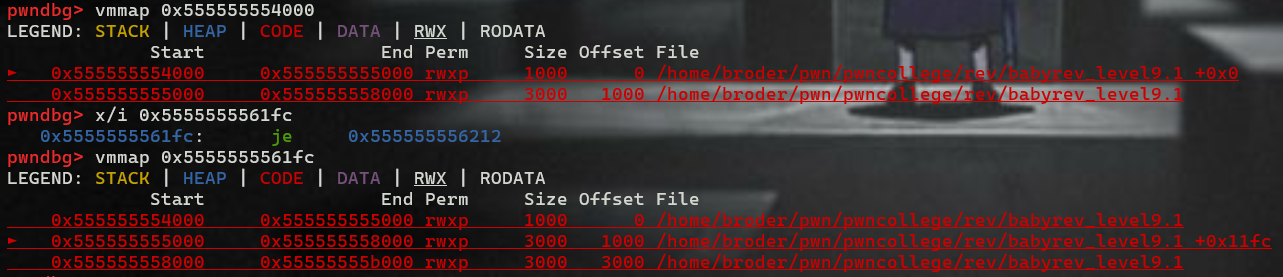 pwndbg> vmmap 0x555555554000
LEGEND: STACK | HEAP | CODE | DATA | RWX | RODATA
Start End Perm Size Offset File
► 0x555555554000 0x555555555000 rwxp 1000 0 /home/broder/pwn/pwncollege/rev/babyrev_level9.1 +0x0
0x555555555000 0x555555558000 rwxp 3000 1000 /home/broder/pwn/pwncollege/rev/babyrev_level9.1
pwndbg> x/i 0x5555555561fc
0x5555555561fc: je 0x555555556212
pwndbg> vmmap 0x5555555561fc
LEGEND: STACK | HEAP | CODE | DATA | RWX | RODATA
Start End Perm Size Offset File
0x555555554000 0x555555555000 rwxp 1000 0 /home/broder/pwn/pwncollege/rev/babyrev_level9.1
► 0x555555555000 0x555555558000 rwxp 3000 1000 /home/broder/pwn/pwncollege/rev/babyrev_level9.1 +0x11fc
0x555555558000 0x55555555b000 rwxp 3000 3000 /home/broder/pwn/pwncollege/rev/babyrev_level9.1